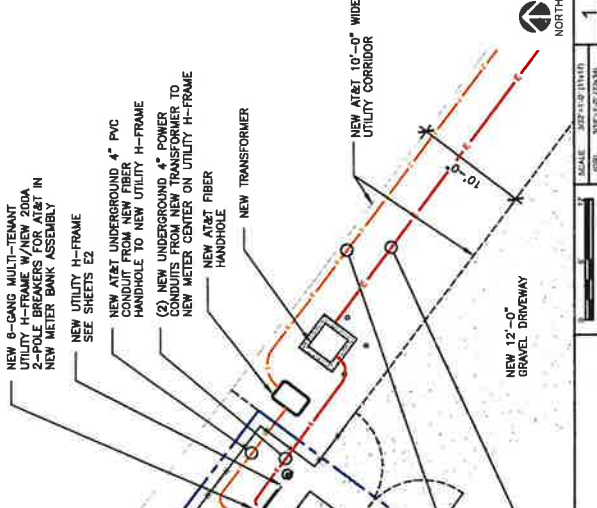 NEW 6-GANG MULTI-TENANT
UTILITY H-FRAME W/NEW 200A
2-POLE BREAKERS FOR AT&T IN
NEW METER BANK ASSEMBLY
NEW UTILITY H-FRAME
SEE SHEETS E2
NEW AT&T UNDERGROUND 4" PVC
CONDUIT FROM NEW FIBER
HANDHOLE TO NEW UTILITY H-FRAME
(2) NEW UNDERGROUND 4" POWER
CONDUITS FROM NEW TRANSFORMER TO
NEW METER CENTER ON UTILITY H-FRAME
NEW AT&T FIBER
HANDHOLE
NEW TRANSFORMER
NEW AT&T 10'-0" WIDE
UTILITY CORRIDOR
10'-0"
NEW 12'-0"
GRAVEL DRIVEWAY
NORTH
SCALE
1